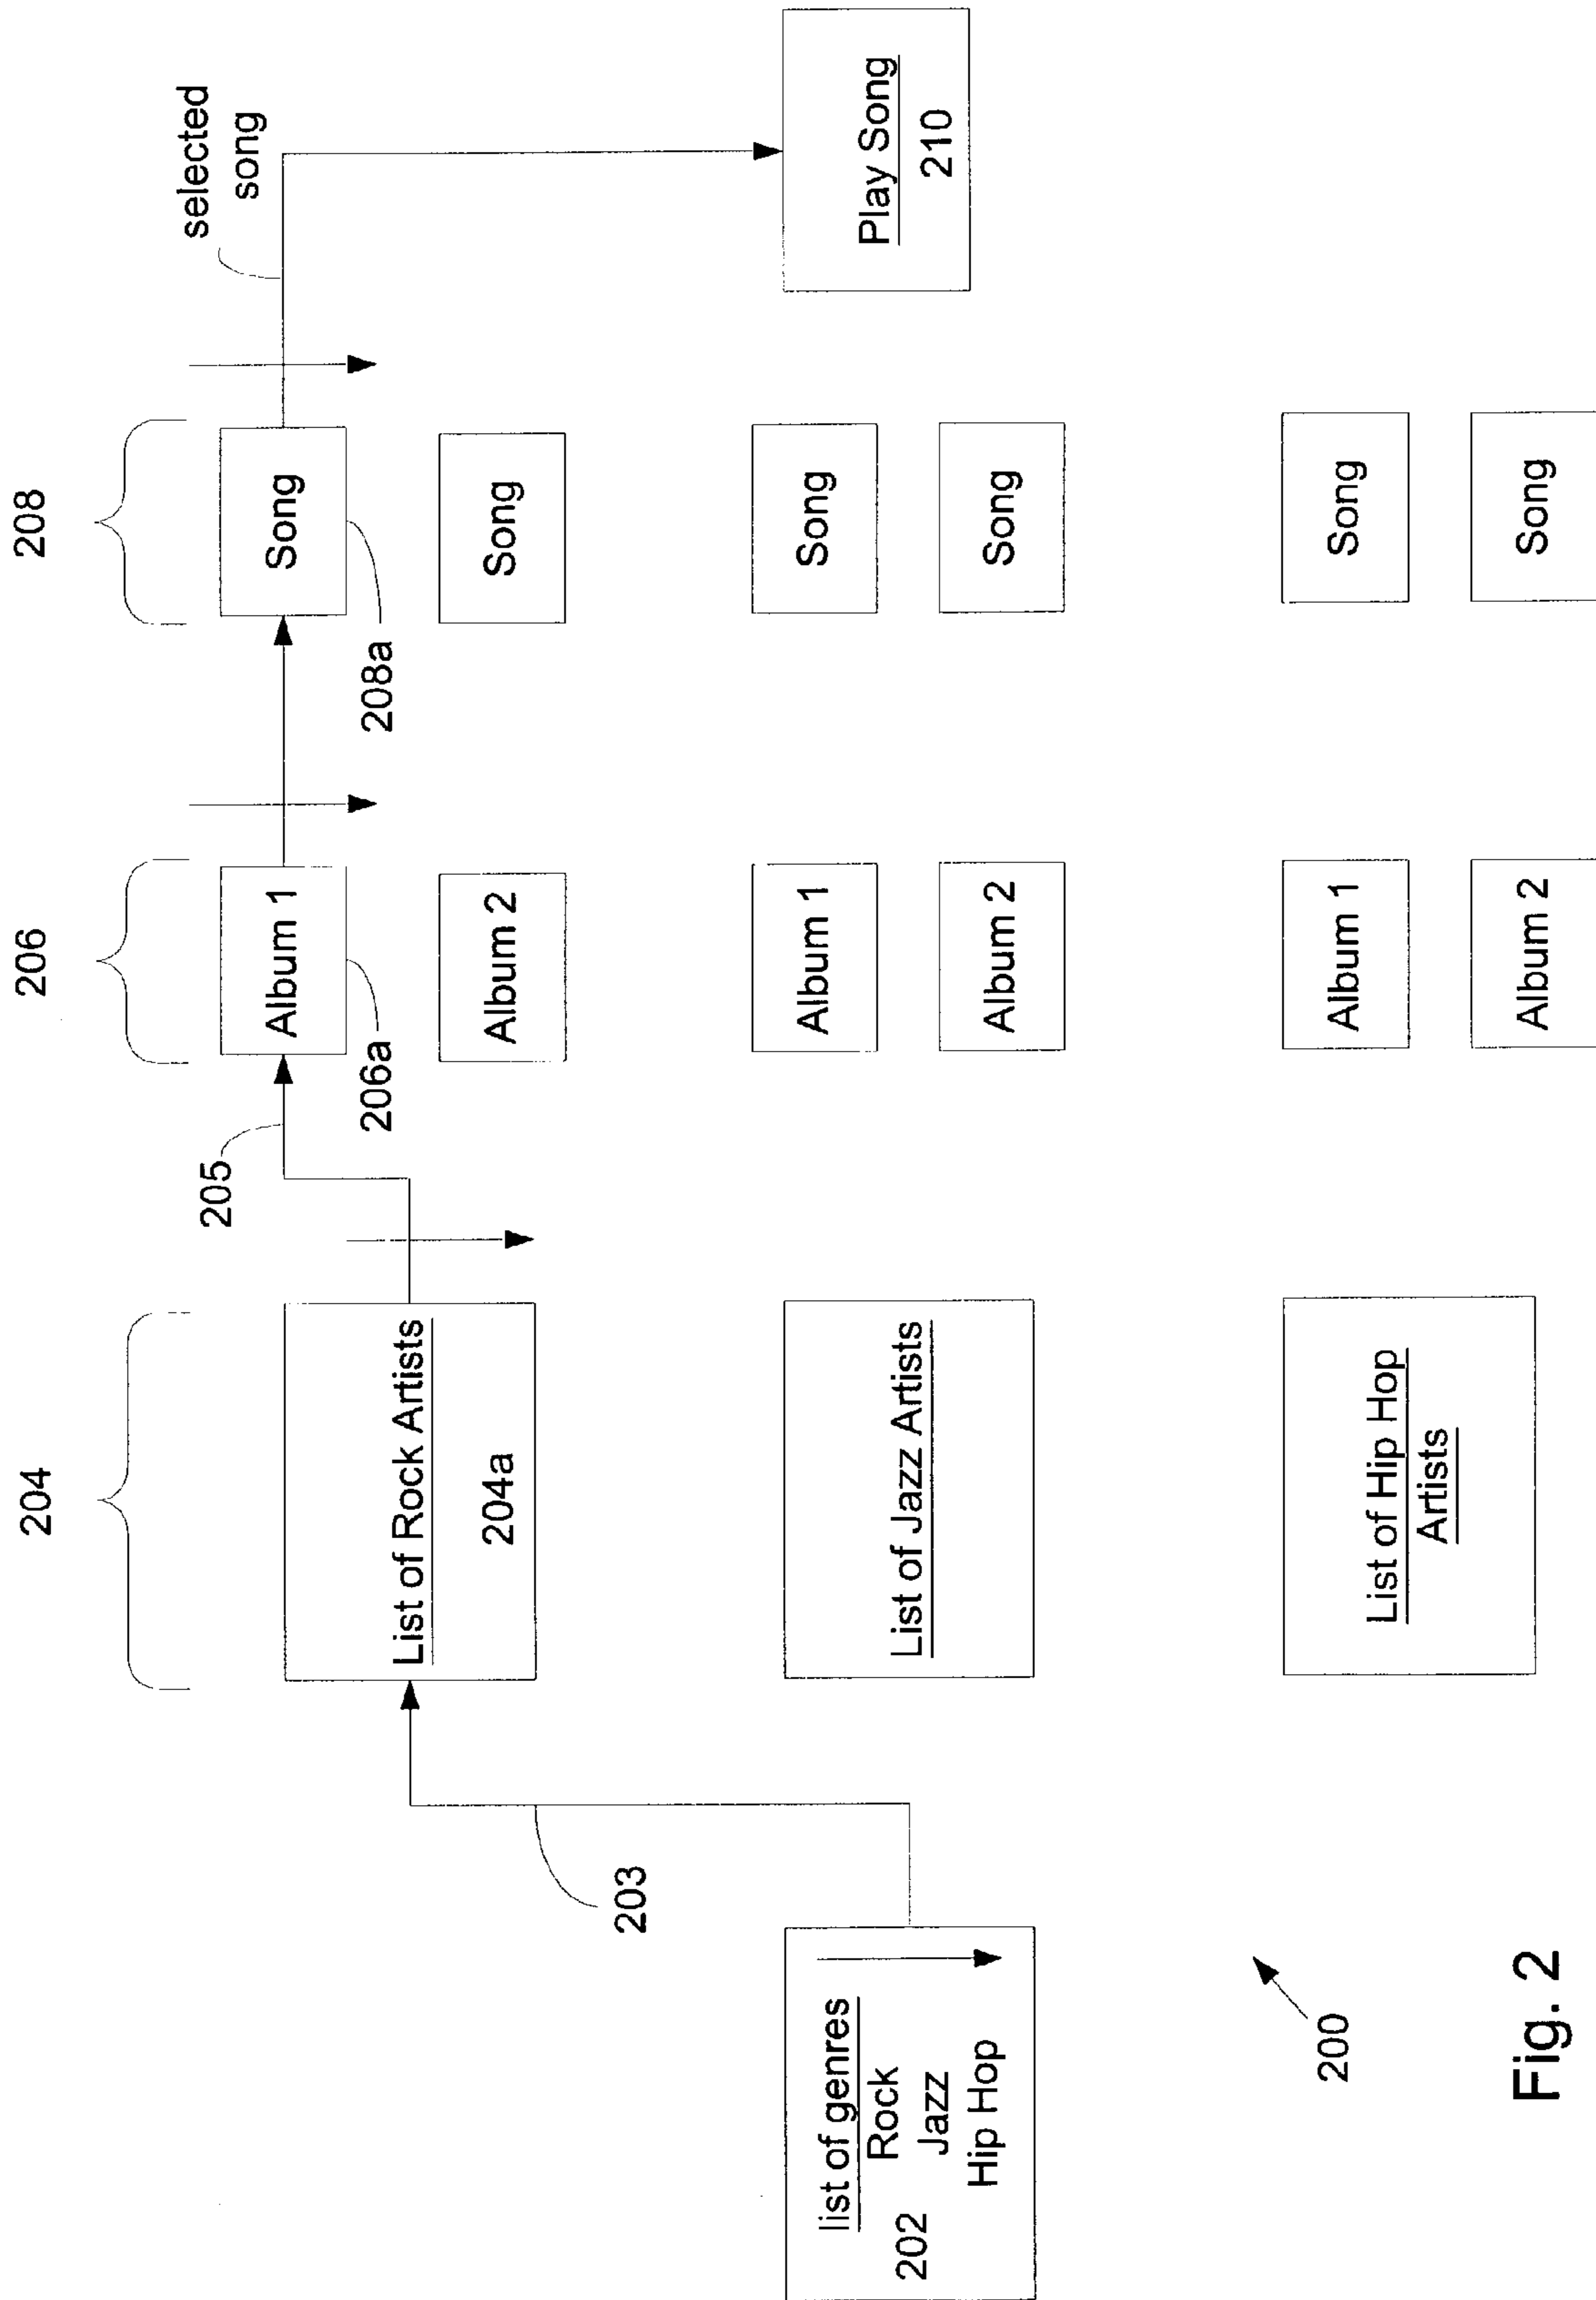 204
206
208
selected
song
205
List of Rock Artists
204a
Album 1
206a
Song
208a
Album 2
Song
203
list of genres
Rock
Jazz
Hip Hop
202
List of Jazz Artists
Album 1
Song
Album 2
Song
Play Song
210
List of Hip Hop
Artists
Album 1
Song
Album 2
Song
200
Fig. 2